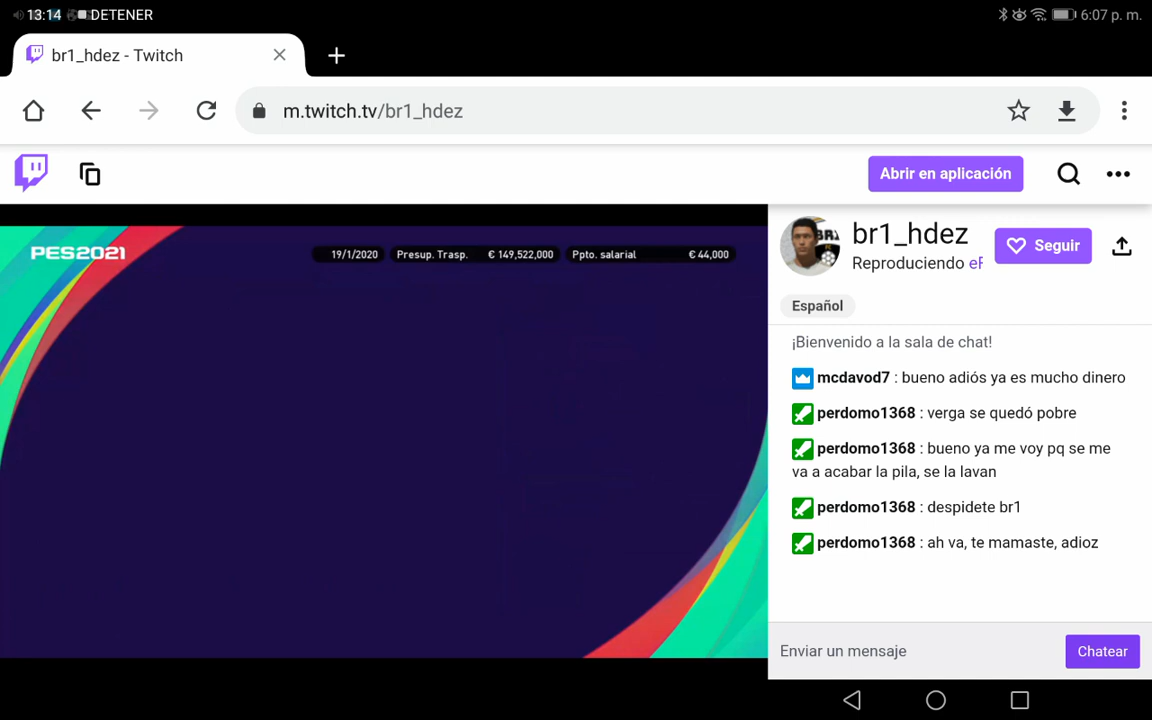 13:14 DETENER 6:07 p. m.
br1_hdez - Twitch
m.twitch.tv/br1_hdez
Abrir en aplicación
PES2021 19/1/2020 Presup. Trasp. € 149,522,000 Ppto. salarial € 44,000
br1_hdez
Reproduciendo eF
Seguir
Español
¡Bienvenido a la sala de chat!
mcdavod7 : bueno adiós ya es mucho dinero
perdomo1368 : verga se quedó pobre
perdomo1368 : bueno ya me voy pq se me
va a acabar la pila, se la lavan
perdomo1368 : despidete br1
perdomo1368 : ah va, te mamaste, adioz
Enviar un mensaje
Chatear